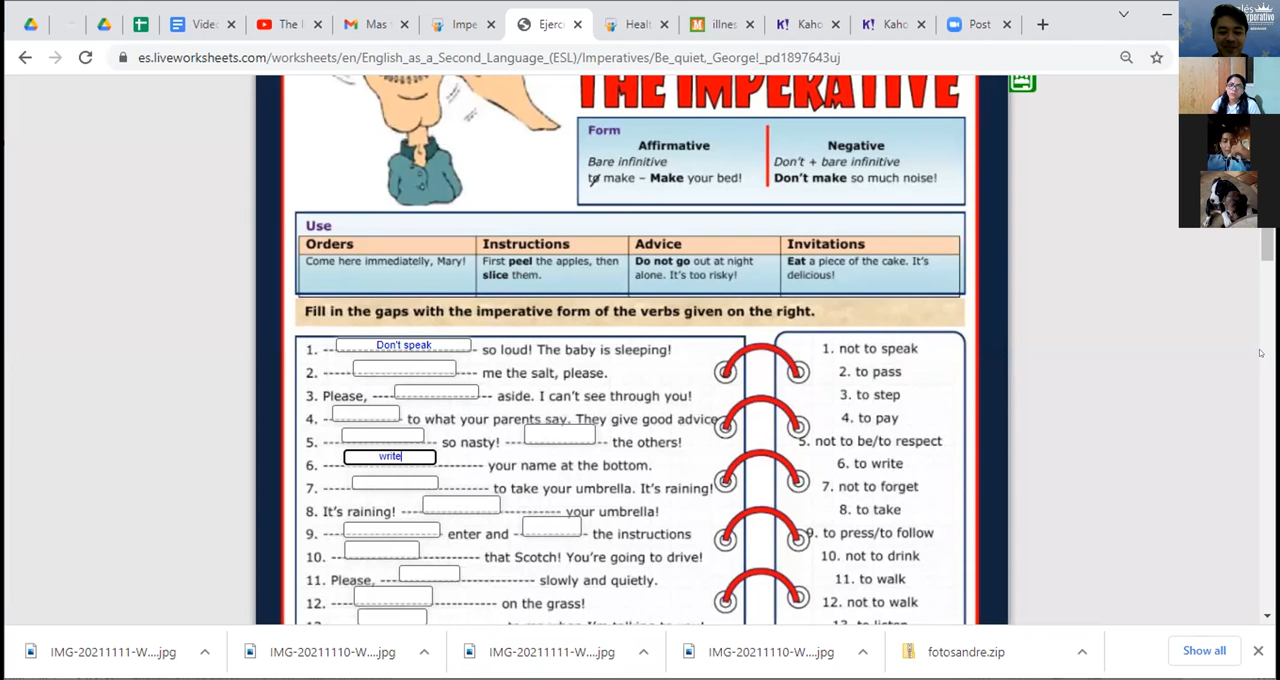 Videc
The I
Mas
Impe
Ejerc
Healt
illnes
Kaho
Kaho
Post
es.liveworksheets.com/worksheets/en/English_as_a_Second_Language_(ESL)/Imperatives/Be_quiet,_George!_pd1897643uj
THE IMPERATIVE
Form
Affirmative
Bare infinitive
to make – Make your bed!
Negative
Don't + bare infinitive
Don't make so much noise!
Use
Orders
Come here immediatelly, Mary!
Instructions
First peel the apples, then
slice them.
Advice
Do not go out at night
alone. It's too risky!
Invitations
Eat a piece of the cake. It's
delicious!
Fill in the gaps with the imperative form of the verbs given on the right.
1. Don't speak so loud! The baby is sleeping!
2. me the salt, please.
3. Please, aside. I can't see through you!
4. to what your parents say. They give good advice
5. so nasty! the others!
6. write your name at the bottom.
7. to take your umbrella. It's raining!
8. It's raining! your umbrella!
9. enter and the instructions
10. that Scotch! You're going to drive!
11. Please, slowly and quietly.
12. on the grass!
1. not to speak
2. to pass
3. to step
4. to pay
5. not to be/to respect
6. to write
7. not to forget
8. to take
9. to press/to follow
10. not to drink
11. to walk
12. not to walk
IMG-20211111-W....jpg
IMG-20211110-W....jpg
IMG-20211111-W....jpg
IMG-20211110-W....jpg
fotosandre.zip
Show all